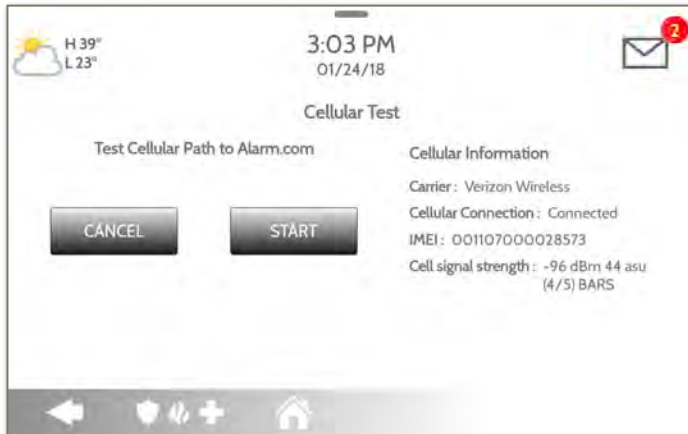 H 39°
L 23°
3:03 PM
01/24/18
2
Cellular Test
Test Cellular Path to Alarm.com
CANCEL
START
Cellular Information
Carrier : Verizon Wireless
Cellular Connection : Connected
IMEI : 001107000028573
Cell signal strength : -96 dBm 44 asu
(4/5) BARS